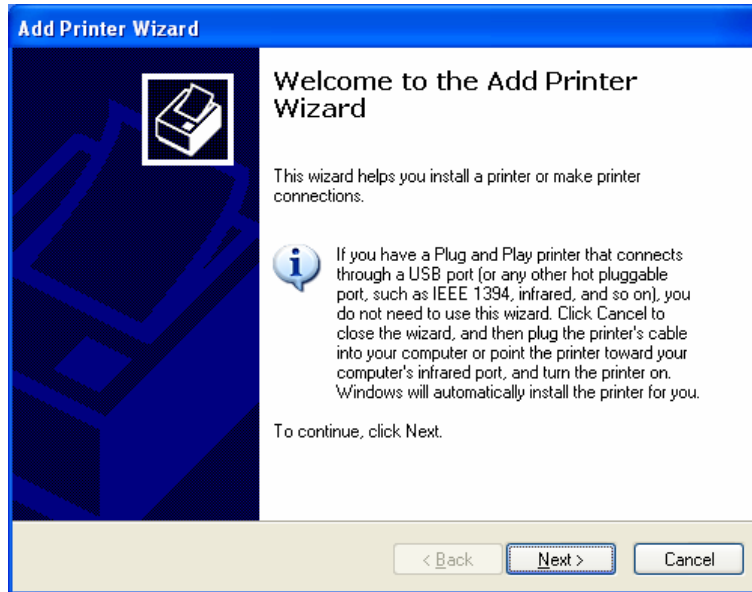 Add Printer Wizard
Welcome to the Add Printer
Wizard
This wizard helps you install a printer or make printer
connections.
If you have a Plug and Play printer that connects
through a USB port (or any other hot pluggable
port, such as IEEE 1394, infrared, and so on), you
do not need to use this wizard. Click Cancel to
close the wizard, and then plug the printer's cable
into your computer or point the printer toward your
computer's infrared port, and turn the printer on.
Windows will automatically install the printer for you.
To continue, click Next.
< Back Next > Cancel